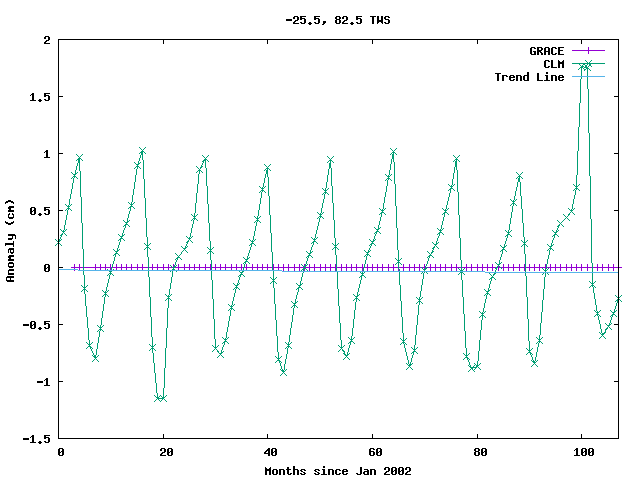 -25.5, 82.5 TWS
GRACE
CLM
Trend Line
Anomaly (cm)
2
1.5
1
0.5
0
-0.5
-1
-1.5
0 20 40 60 80 100
Months since Jan 2002